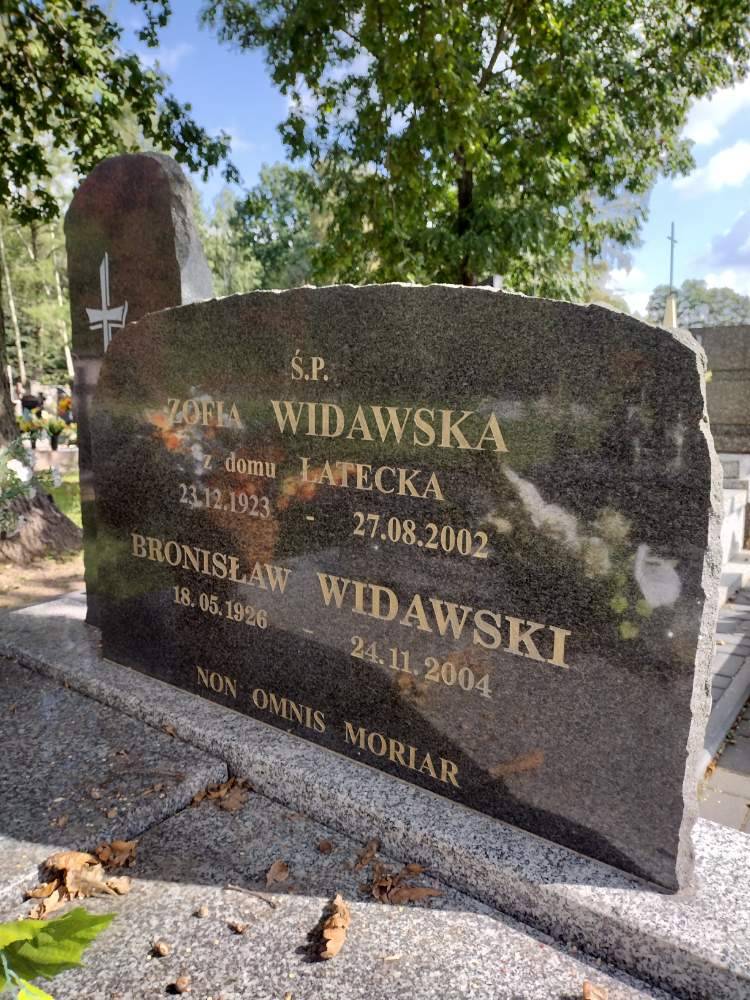 Ś.P.
ZOFIA WIDAWSKA
z domu ŁATECKA
23.12.1923 - 27.08.2002
BRONISŁAW WIDAWSKI
18.05.1926 - 24.11.2004
NON OMNIS MORIAR